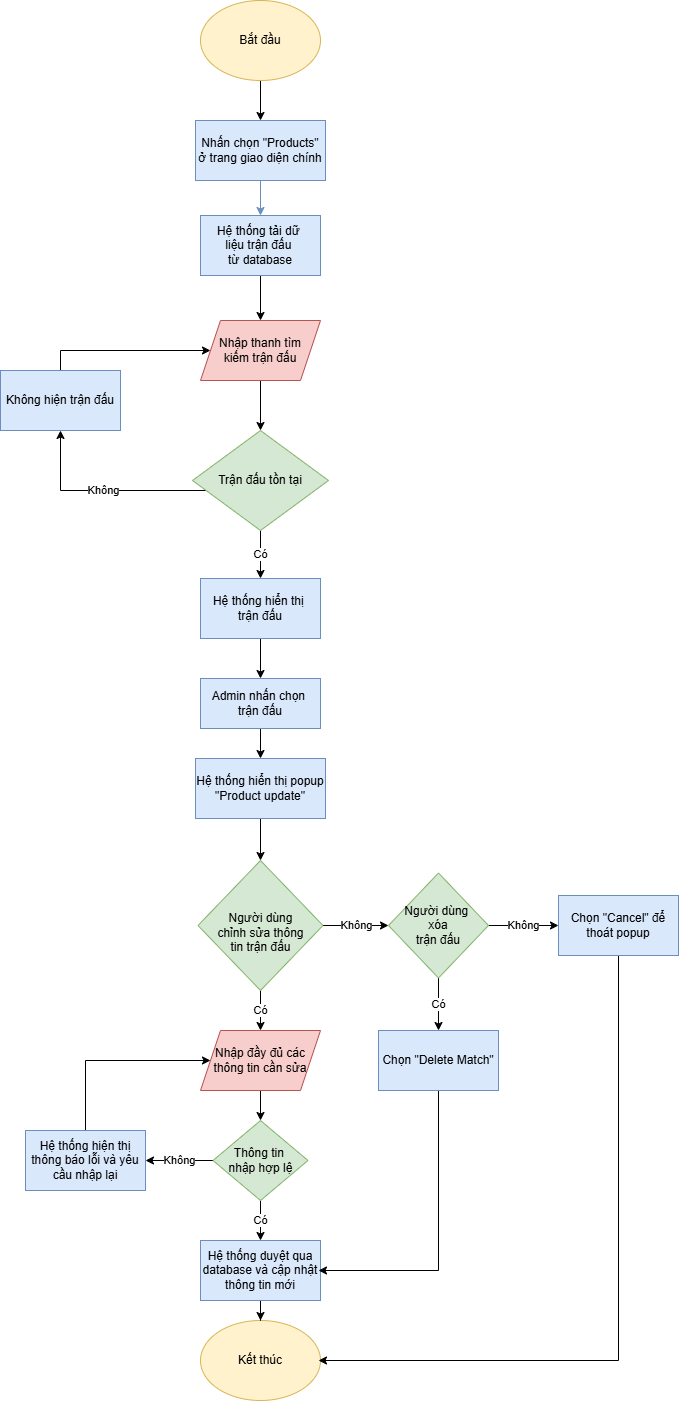 Bắt đầu
Nhấn chọn "Products"
ở trang giao diện chính
Hệ thống tải dữ
liệu trận đấu
từ database
Nhập thanh tìm
kiếm trận đấu
Không hiện trận đấu
Trận đấu tồn tại
Không
Có
Hệ thống hiển thị
trận đấu
Admin nhấn chọn
trận đấu
Hệ thống hiển thị popup
"Product update"
Người dùng
chỉnh sửa thông
tin trận đấu
Không
Người dùng
xóa
trận đấu
Không
Chọn "Cancel" để
thoát popup
Có
Có
Nhập đầy đủ các
thông tin cần sửa
Chọn "Delete Match"
Hệ thống hiện thị
thông báo lỗi và yêu
cầu nhập lại
Không
Thông tin
nhập hợp lệ
Có
Hệ thống duyệt qua
database và cập nhật
thông tin mới
Kết thúc